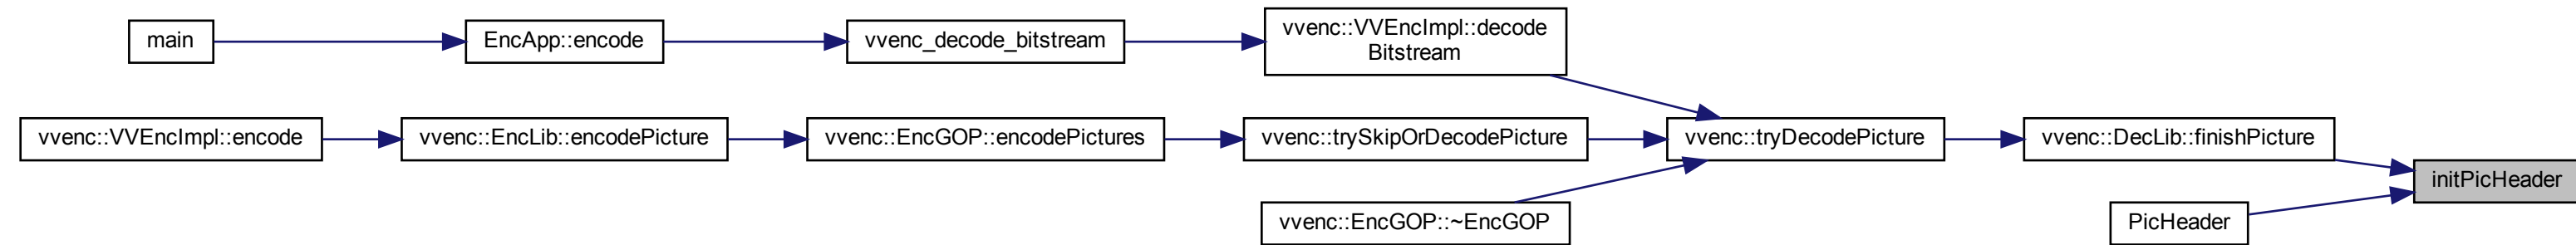 main
EncApp::encode
vvenc_decode_bitstream
vvenc::VVEncImpl::decode
Bitstream
vvenc::VVEncImpl::encode
vvenc::EncLib::encodePicture
vvenc::EncGOP::encodePictures
vvenc::trySkipOrDecodePicture
vvenc::tryDecodePicture
vvenc::DecLib::finishPicture
initPicHeader
vvenc::EncGOP::~EncGOP
PicHeader